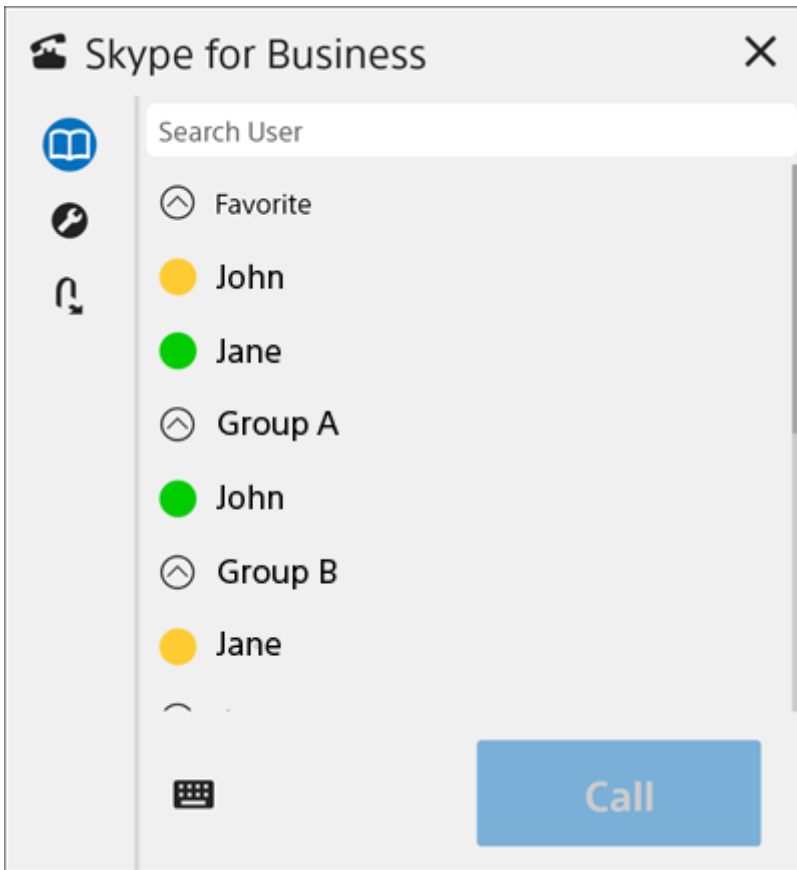 Skype for Business
Search User
Favorite
John
Jane
Group A
John
Group B
Jane
Call